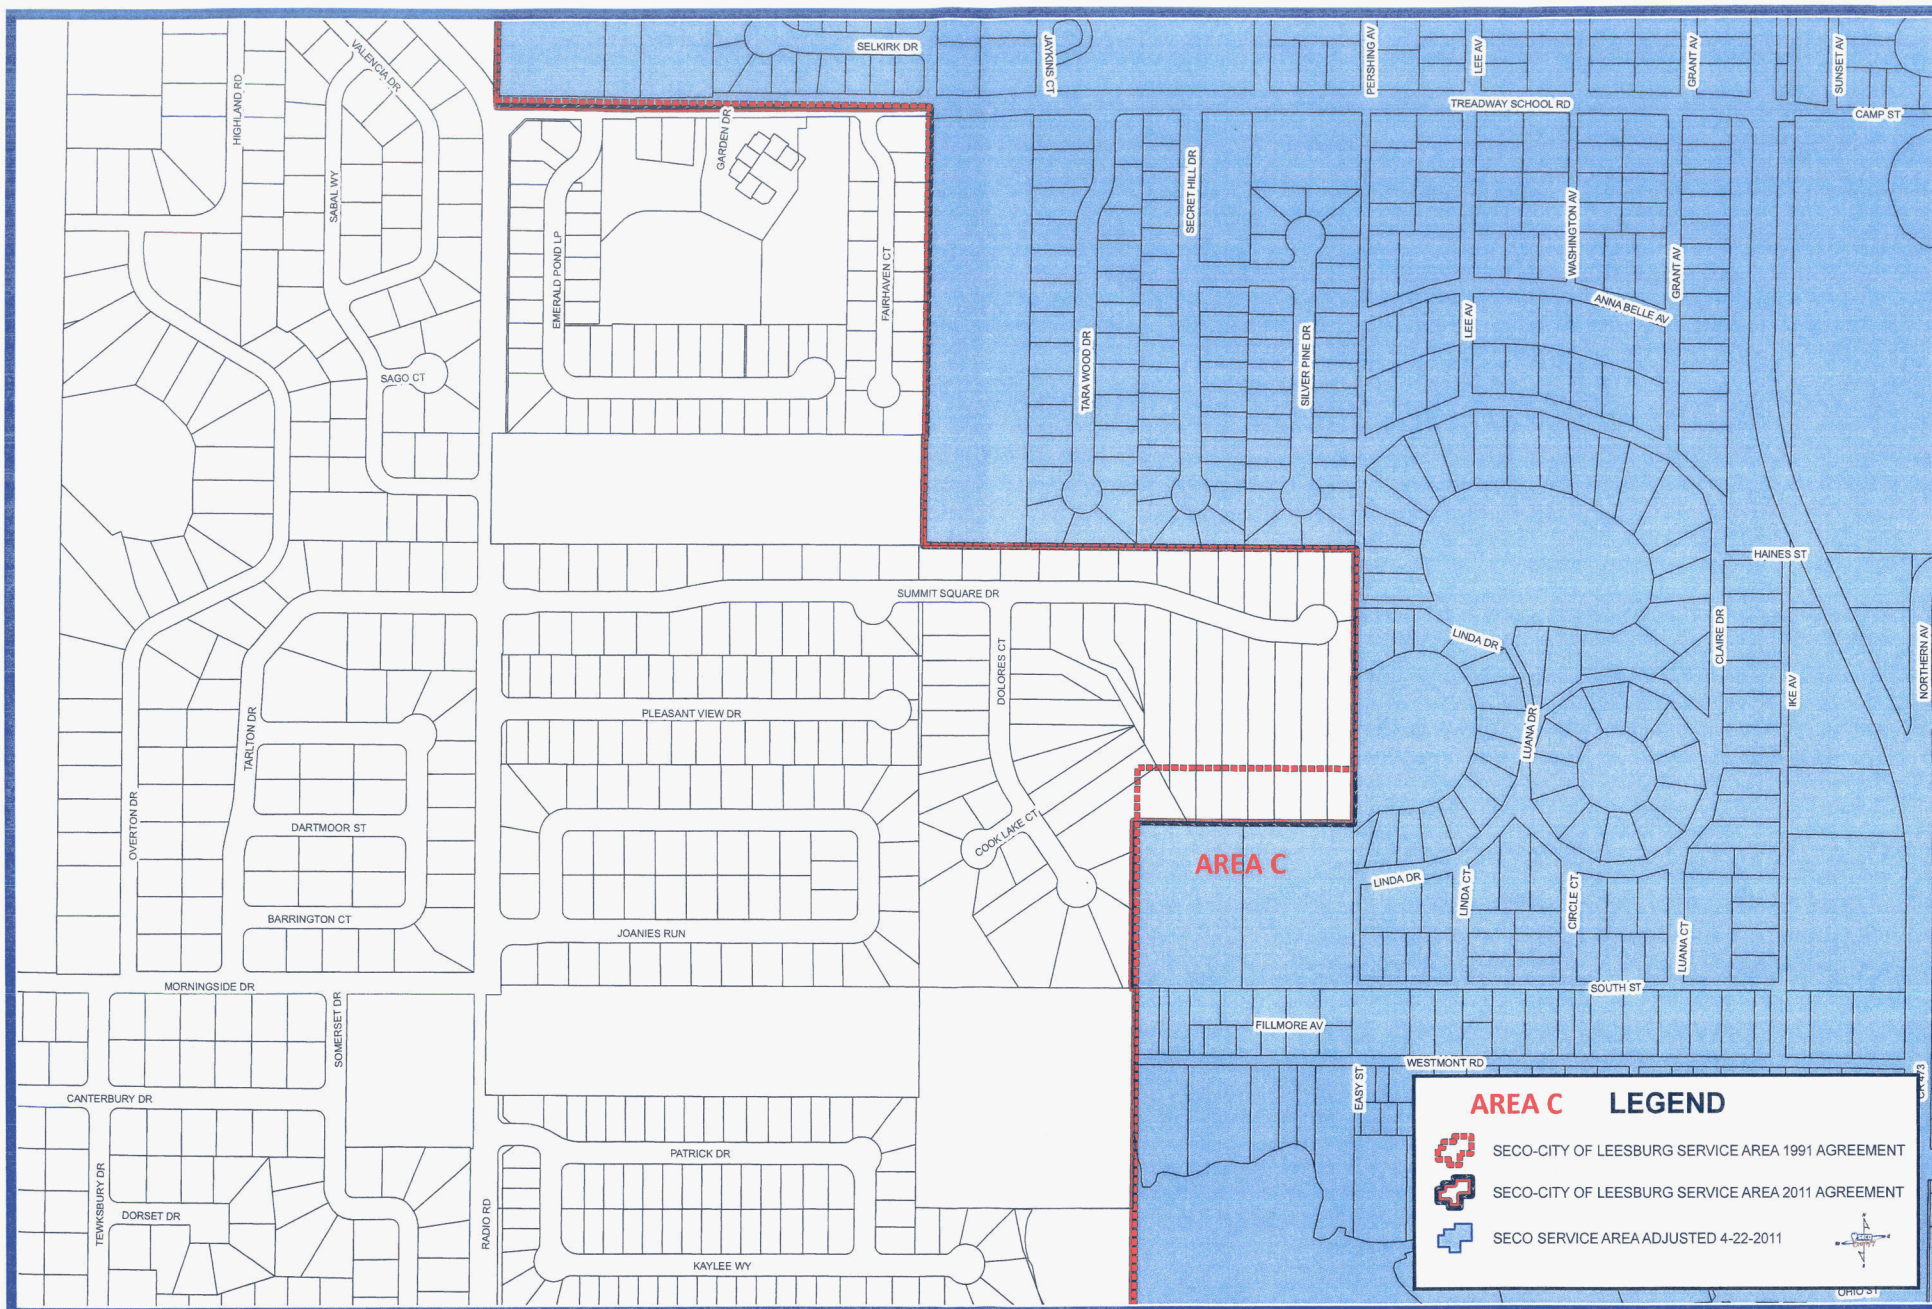 VALENCIA DR
HIGHLAND RD
SABAL WY
SELKIRK DR
JAYKINS CT
PERSHING AV
LEE AV
GRANT AV
SUNSET AV
TREADWAY SCHOOL RD
CAMP ST
GARDEN DR
EMERALD POND LP
FAIRHAVEN CT
SECRET HILL DR
TARA WOOD DR
SILVER PINE DR
WASHINGTON AV
GRANT AV
ANNA BELLE AV
LEE AV
SAGO CT
HAINES ST
SUMMIT SQUARE DR
DOLORES CT
LINDA DR
CLAIRE DR
IKE AV
NORTHERN AV
LUANA DR
PLEASANT VIEW DR
TARLTON DR
OVERTON DR
DARTMOOR ST
COOK LAKE CT
AREA C
LINDA DR
LINDA CT
CIRCLE CT
LUANA CT
BARRINGTON CT
JOANIES RUN
MORNINGSIDE DR
SOUTH ST
SOMERSET DR
FILLMORE AV
WESTMONT RD
EASY ST
CANTERBURY DR
PATRICK DR
TEWKSBURY DR
DORSET DR
RADIO RD
KAYLEE WY
AREA C LEGEND
SECO-CITY OF LEESBURG SERVICE AREA 1991 AGREEMENT
SECO-CITY OF LEESBURG SERVICE AREA 2011 AGREEMENT
SECO SERVICE AREA ADJUSTED 4-22-2011
OHIO ST